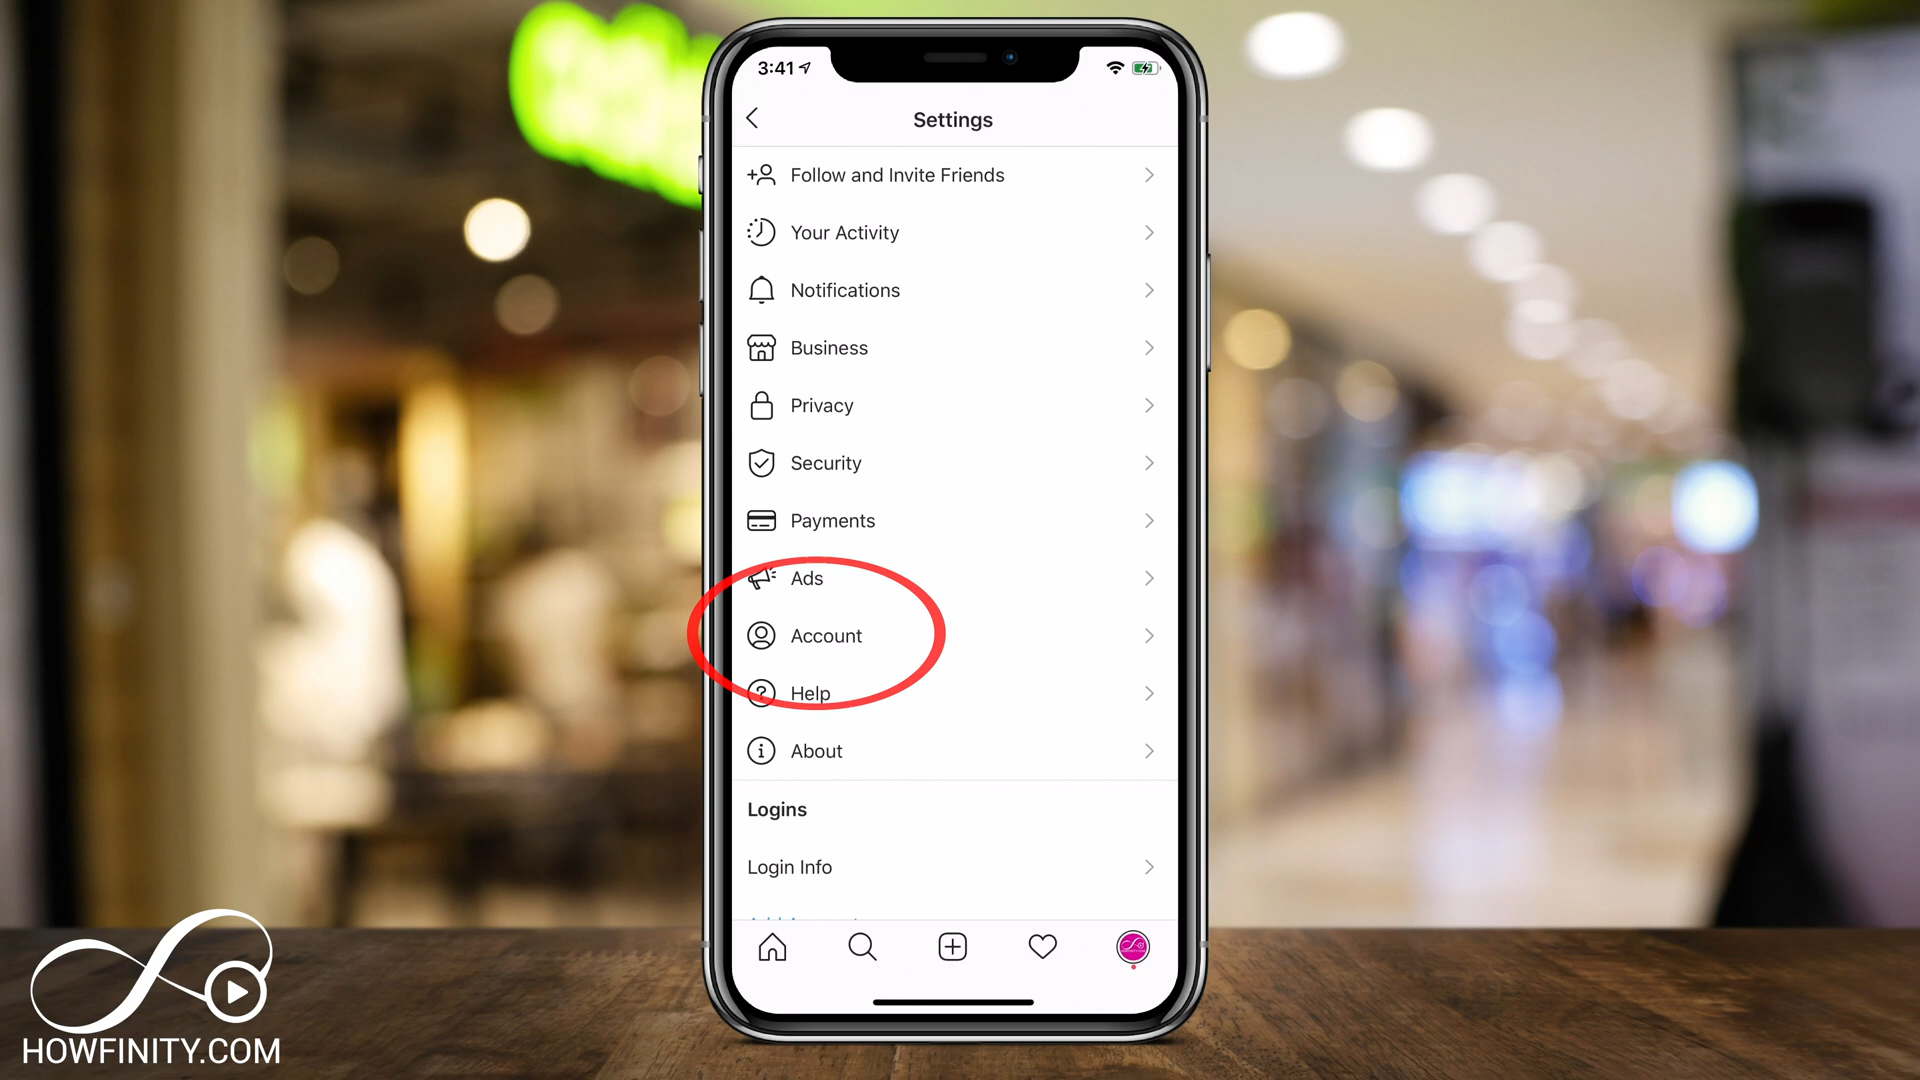 3:41
Settings
Follow and Invite Friends
Your Activity
Notifications
Business
Privacy
Security
Payments
Ads
Account
Help
About
Logins
Login Info
HOWFINITY.COM